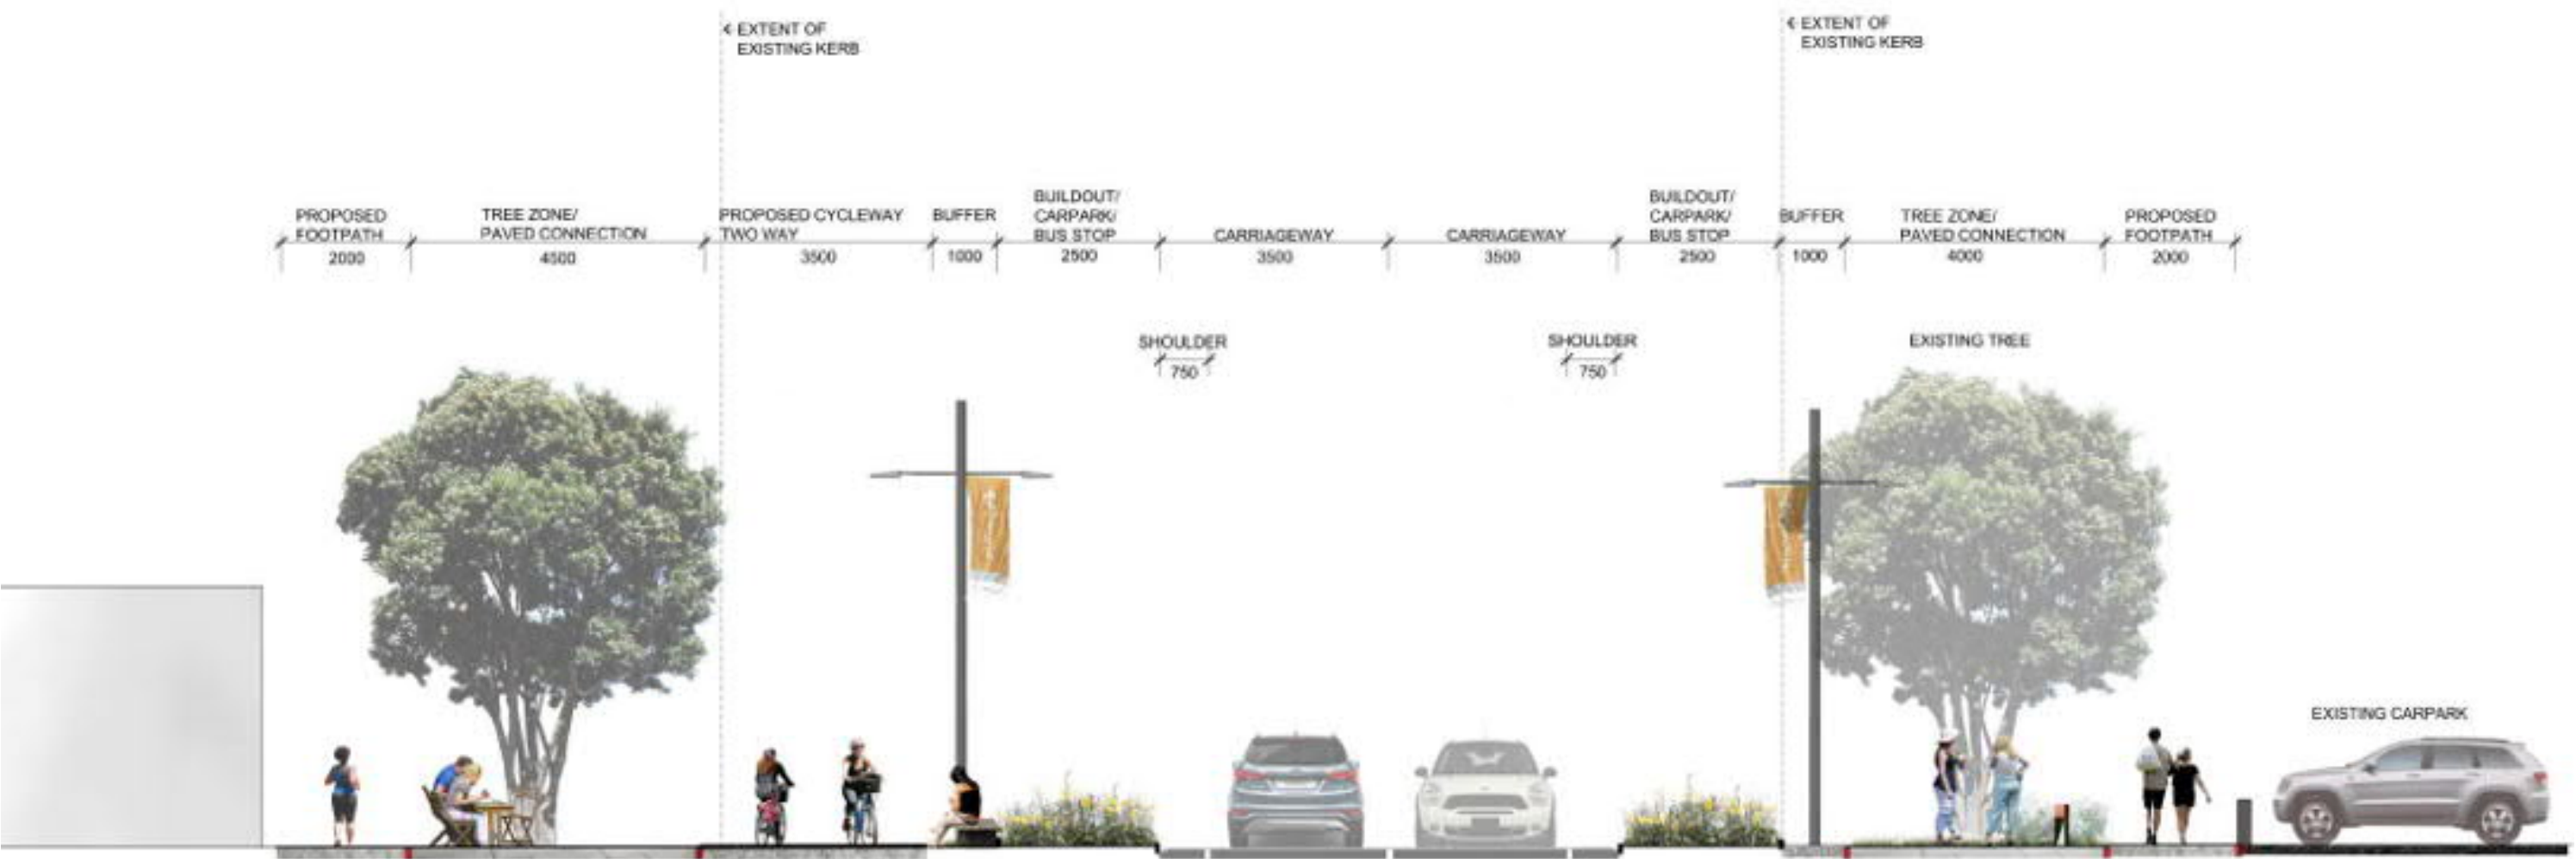 < EXTENT OF
EXISTING KERB
< EXTENT OF
EXISTING KERB
PROPOSED
FOOTPATH
2000
TREE ZONE/
PAVED CONNECTION
4500
PROPOSED CYCLEWAY
TWO WAY
3500
BUFFER
1000
BUILDOUT/
CARPARK/
BUS STOP
2500
CARRIAGEWAY
3500
CARRIAGEWAY
3500
BUILDOUT/
CARPARK/
BUS STOP
2500
BUFFER
1000
TREE ZONE/
PAVED CONNECTION
4000
PROPOSED
FOOTPATH
2000
SHOULDER
750
SHOULDER
750
EXISTING TREE
EXISTING CARPARK